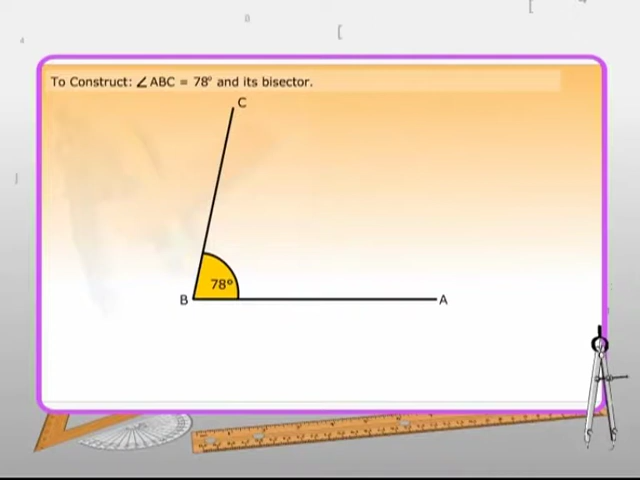 To Construct: ∠ABC = 78° and its bisector.
C
78°
B
A